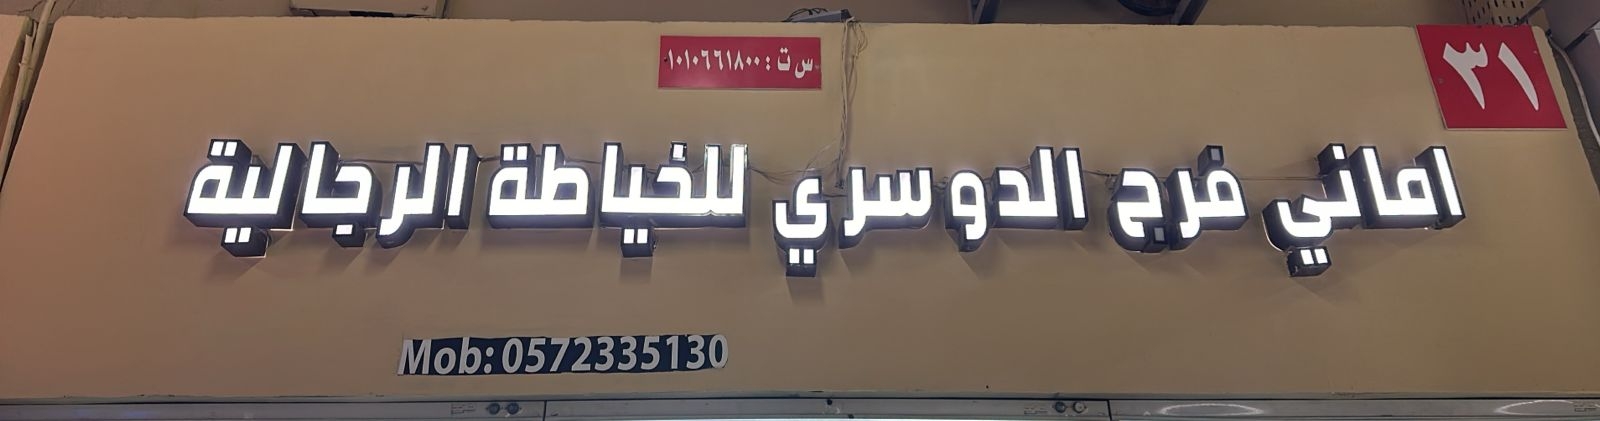 س ت : ١٠١٠٦٦١٨٠٠
٣١
اماني فرج الدوسري للخياطة الرجالية
Mob: 0572335130